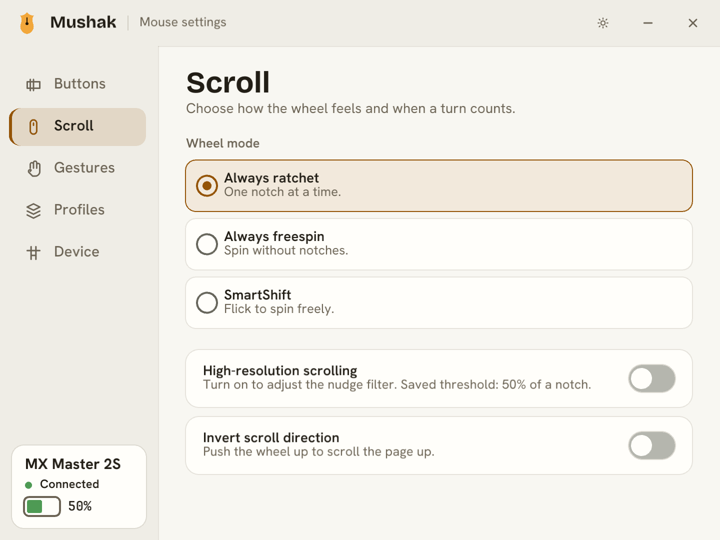 Mushak
Mouse settings
Buttons
Scroll
Gestures
Profiles
Device
MX Master 2S
Connected
50%
Scroll
Choose how the wheel feels and when a turn counts.
Wheel mode
Always ratchet
One notch at a time.
Always freespin
Spin without notches.
SmartShift
Flick to spin freely.
High-resolution scrolling
Turn on to adjust the nudge filter. Saved threshold: 50% of a notch.
Invert scroll direction
Push the wheel up to scroll the page up.